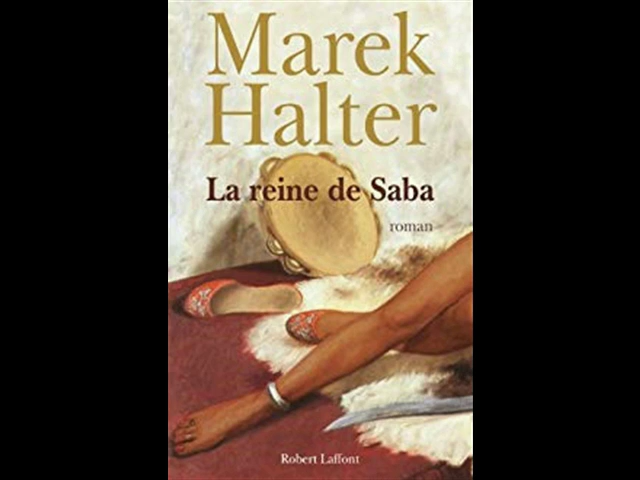 Marek
Halter
La reine de Saba
roman
Robert Laffont